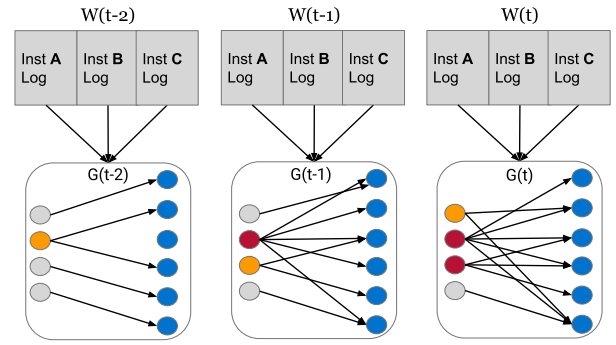 W(t-2)
Inst A Log
Inst B Log
Inst C Log
G(t-2)
W(t-1)
Inst A Log
Inst B Log
Inst C Log
G(t-1)
W(t)
Inst A Log
Inst B Log
Inst C Log
G(t)